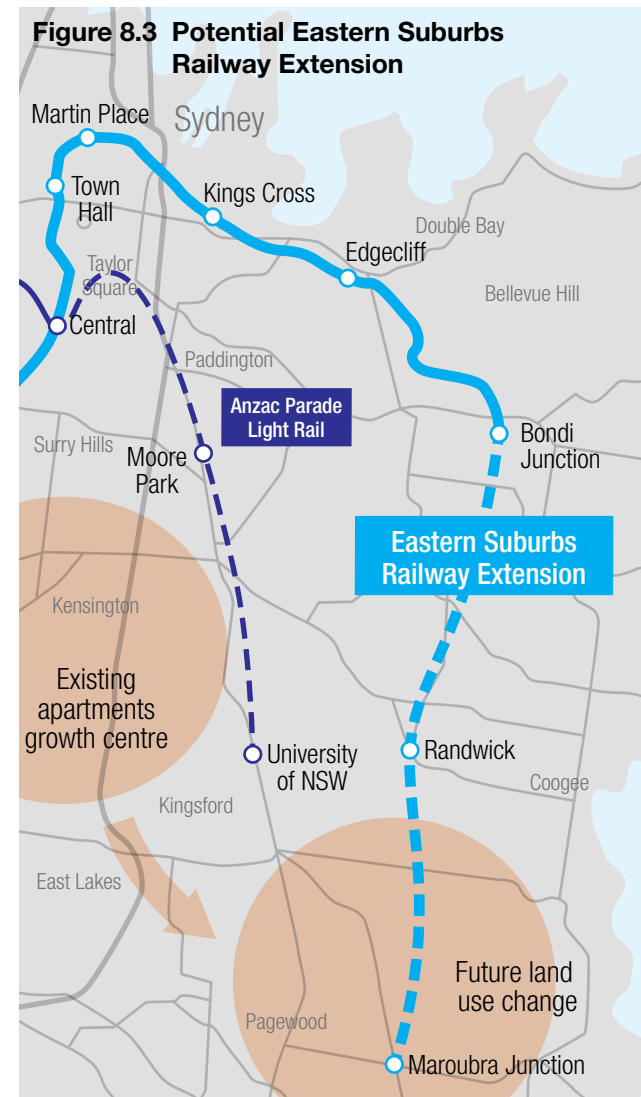 Figure 8.3 Potential Eastern Suburbs
Railway Extension
Martin Place
Sydney
Town
Hall
Kings Cross
Double Bay
Edgecliff
Taylor
Square
Bellevue Hill
Central
Paddington
Anzac Parade
Light Rail
Surry Hills
Moore
Park
Bondi
Junction
Eastern Suburbs
Railway Extension
Kensington
Existing
apartments
growth centre
University
of NSW
Randwick
Coogee
Kingsford
East Lakes
Future land
use change
Pagewood
Maroubra Junction